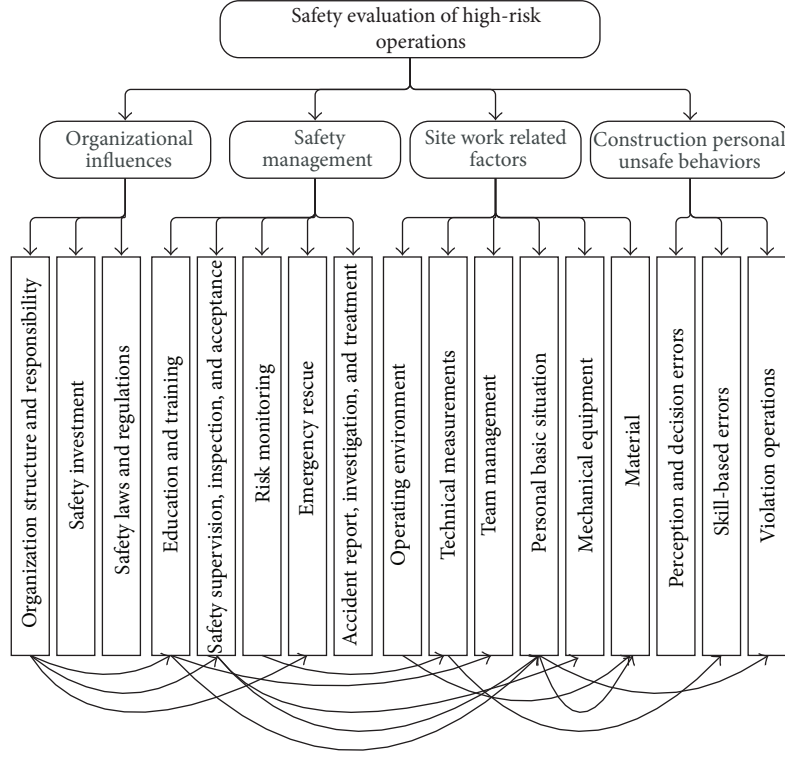 Safety evaluation of high-risk
operations
Organizational
influences
Safety
management
Site work related
factors
Construction personal
unsafe behaviors
Organization structure and responsibility
Safety investment
Safety laws and regulations
Education and training
Safety supervision, inspection, and acceptance
Risk monitoring
Emergency rescue
Accident report, investigation, and treatment
Operating environment
Technical measurements
Team management
Personal basic situation
Mechanical equipment
Material
Perception and decision errors
Skill-based errors
Violation operations